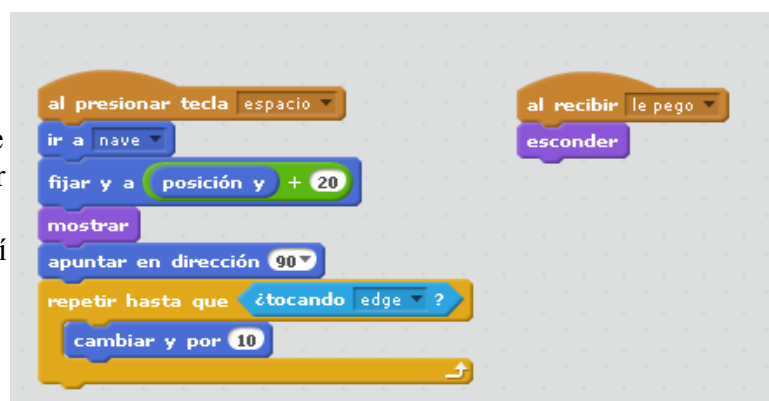 al presionar tecla espacio
ir a nave
fijar y a posición y + 20
mostrar
apuntar en dirección 90
repetir hasta que ¿tocando edge ?
cambiar y por 10
al recibir le pego
esconder
e
r
í